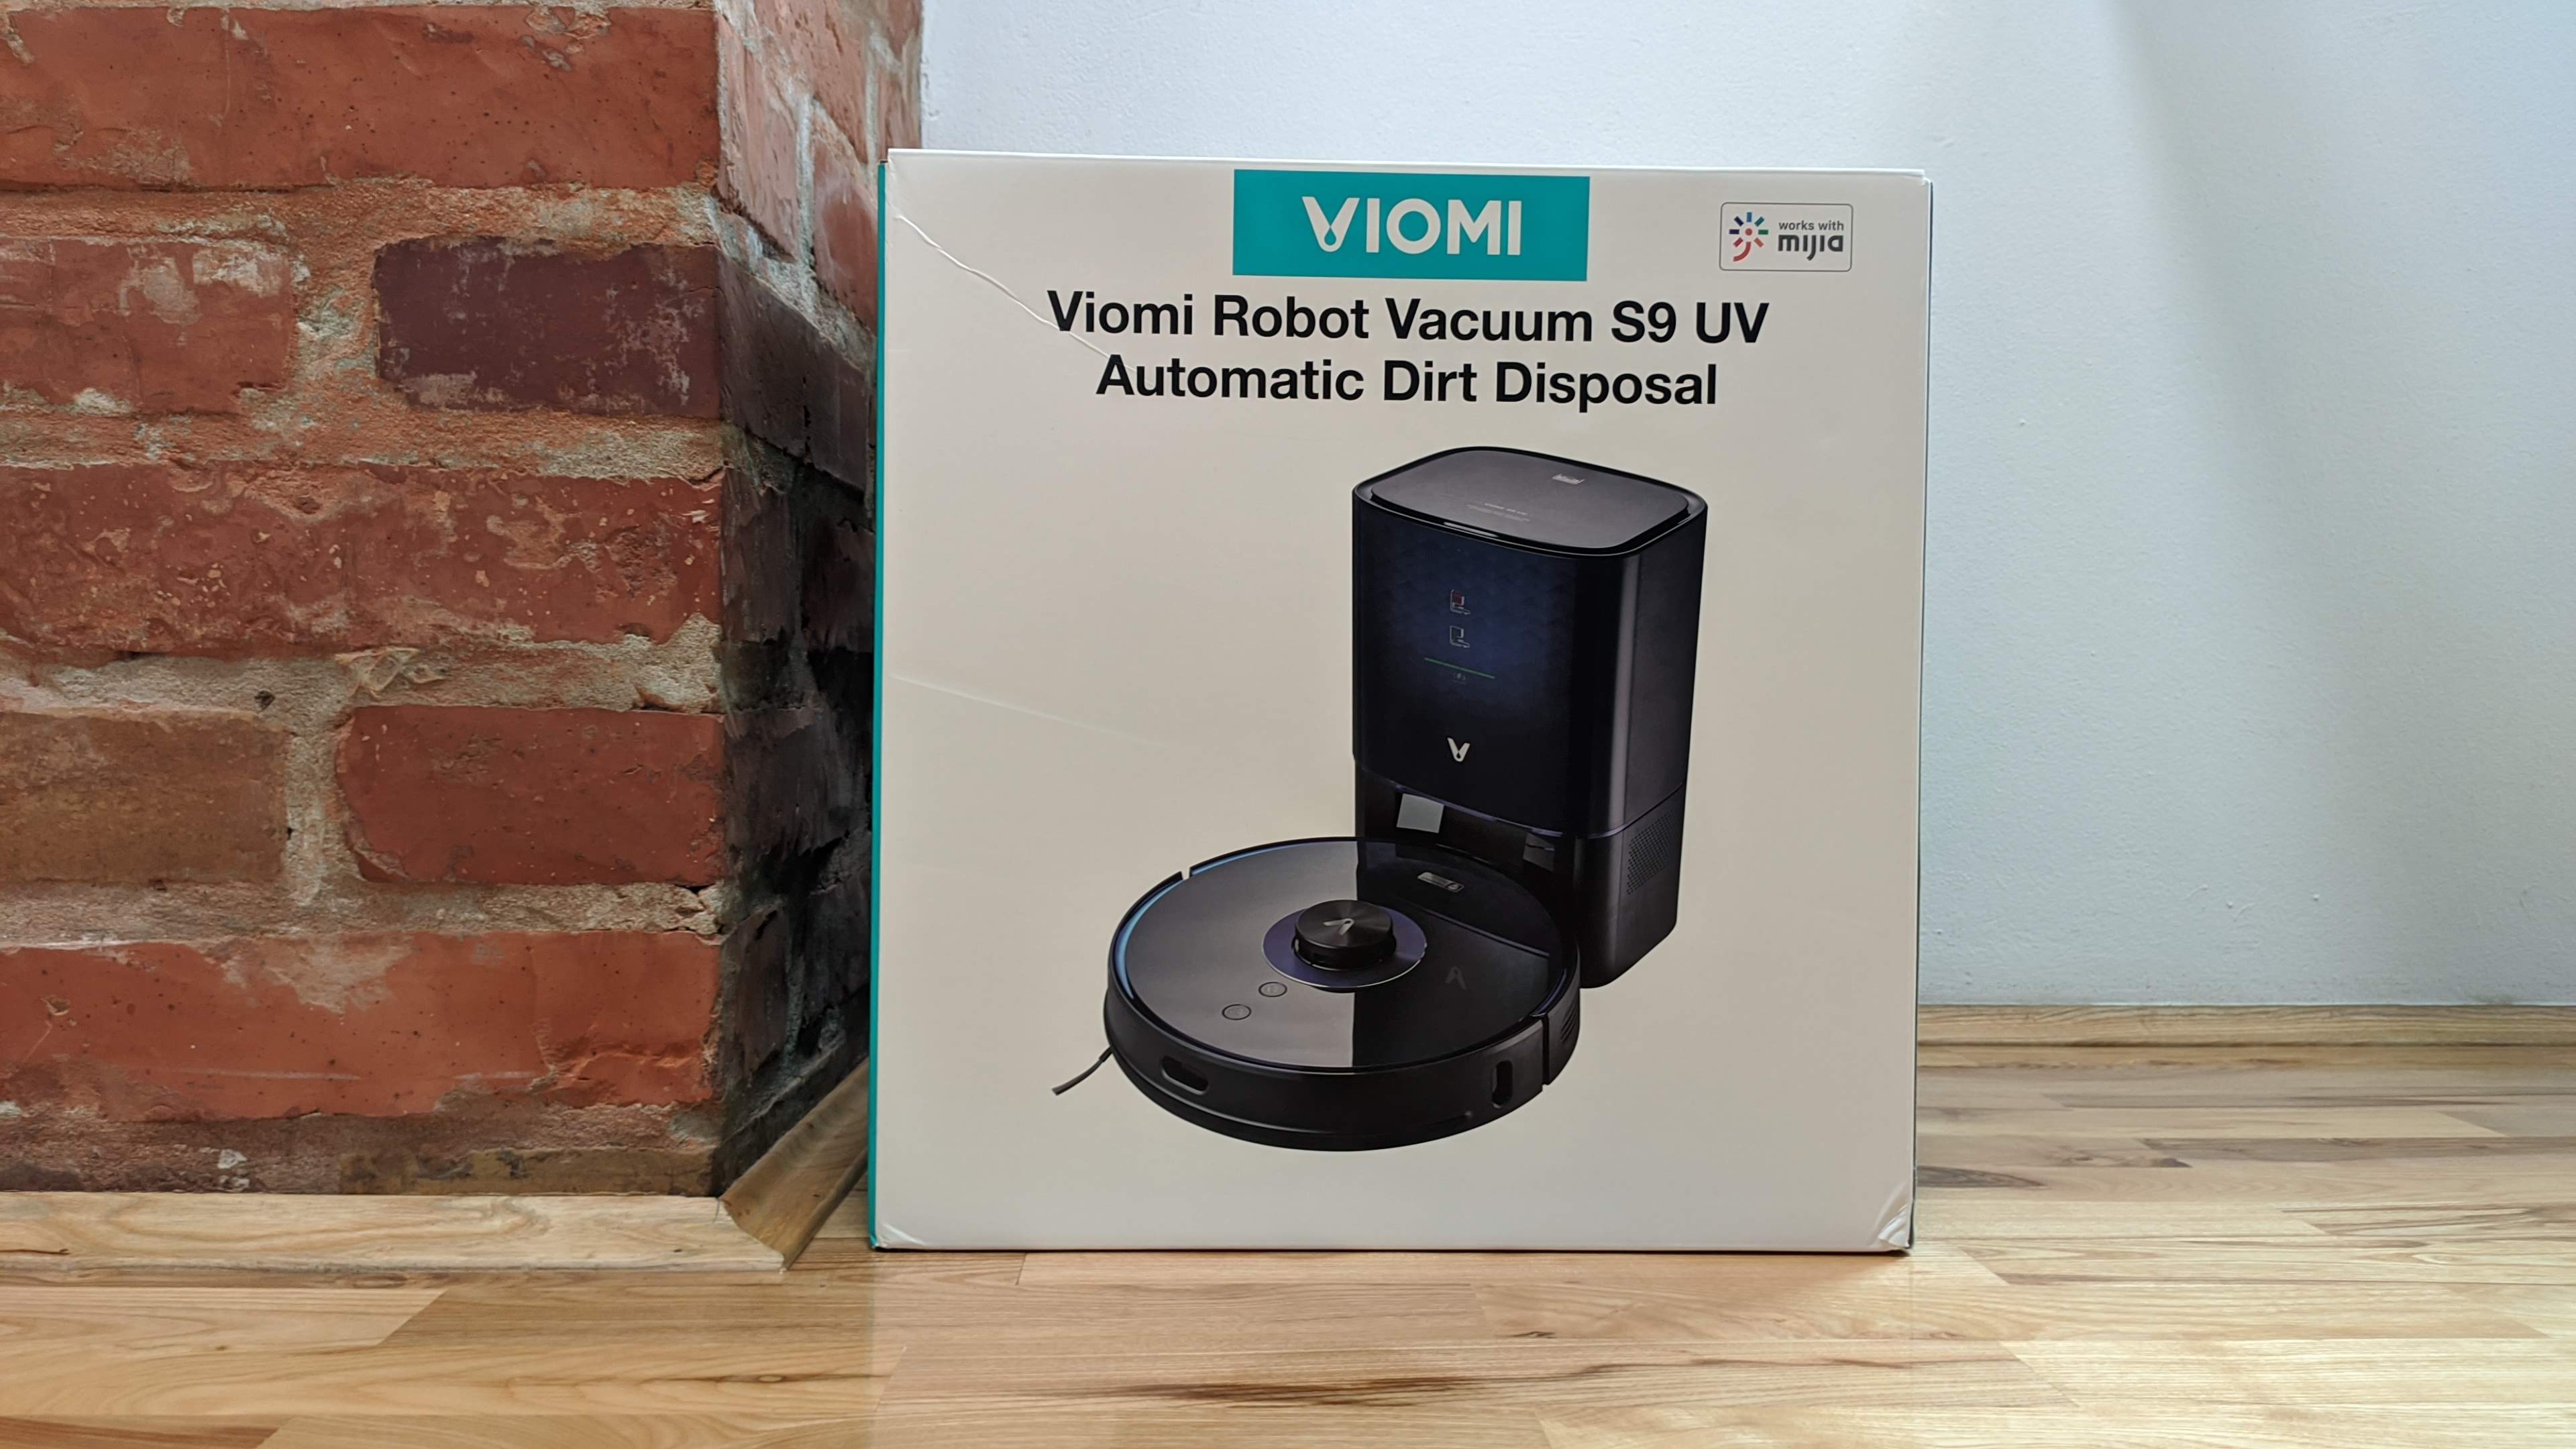 VIOMI
works with
mijia
Viomi Robot Vacuum S9 UV
Automatic Dirt Disposal